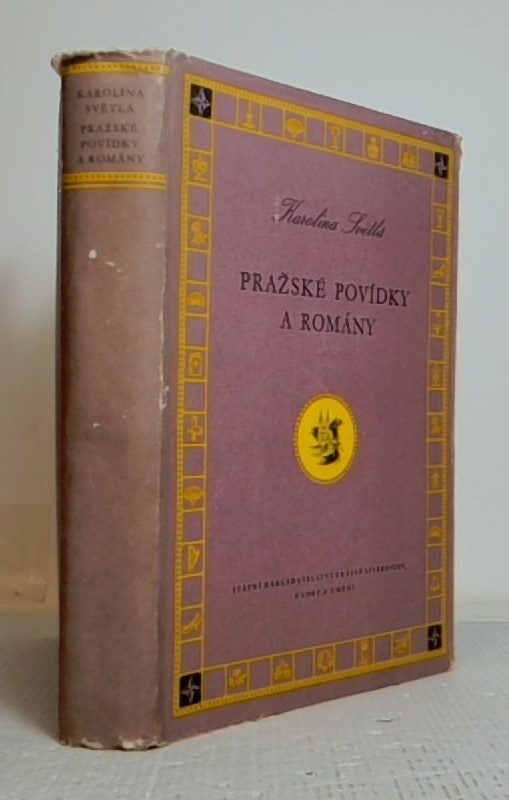 KAROLINA
SVĚTLÁ
PRAŽSKÉ
POVÍDKY
A ROMÁNY
Karolina Světlá
PRAŽSKÉ POVÍDKY
A ROMÁNY
STÁTNÍ NAKLADATELSTVÍ KRÁSNÉ LITERATURY,
HUDBY A UMĚNÍ